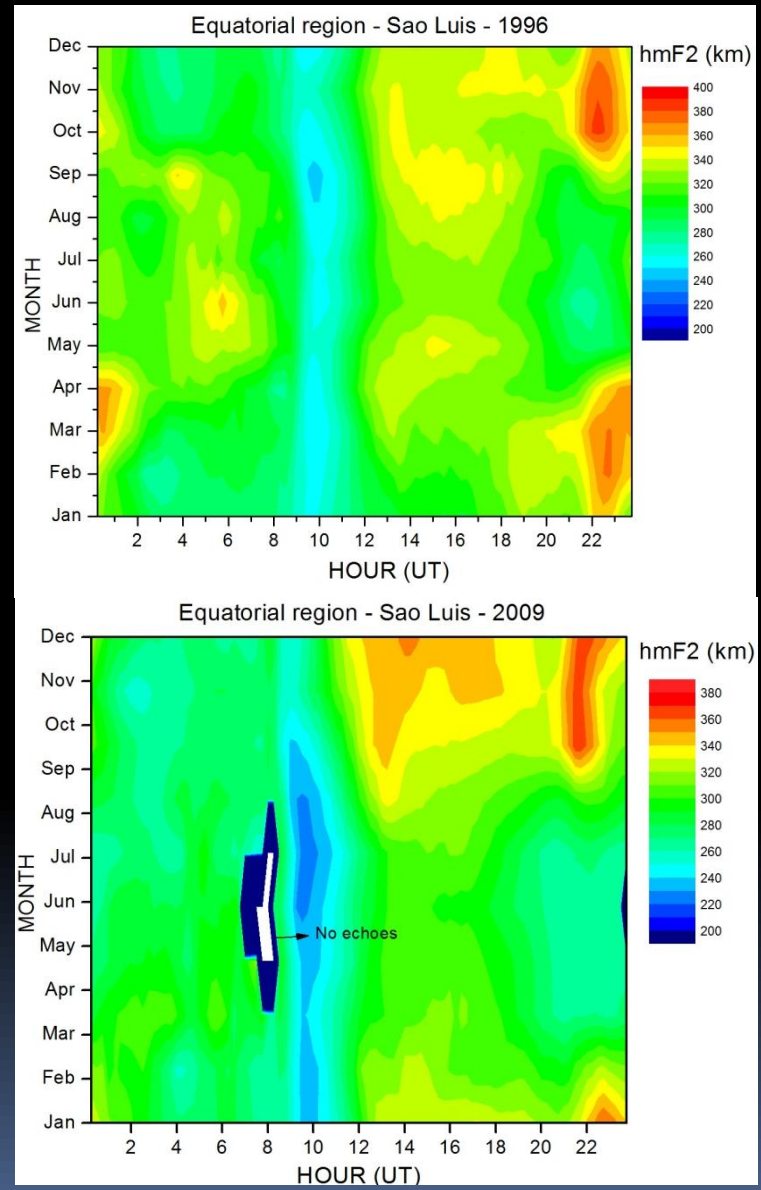 Equatorial region - Sao Luis - 1996
hmF2 (km)
Dec
Nov
Oct
Sep
Aug
Jul
Jun
May
Apr
Mar
Feb
Jan
MONTH
2 4 6 8 10 12 14 16 18 20 22
HOUR (UT)
400
380
360
340
320
300
280
260
240
220
200
Equatorial region - Sao Luis - 2009
hmF2 (km)
Dec
Nov
Oct
Sep
Aug
Jul
Jun
May
Apr
Mar
Feb
Jan
MONTH
No echoes
2 4 6 8 10 12 14 16 18 20 22
HOUR (UT)
380
360
340
320
300
280
260
240
220
200